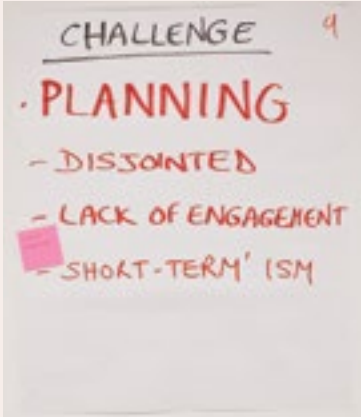 CHALLENGE
9
· PLANNING
- DISJOINTED
- LACK OF ENGAGEMENT
- SHORT-TERM' ISM